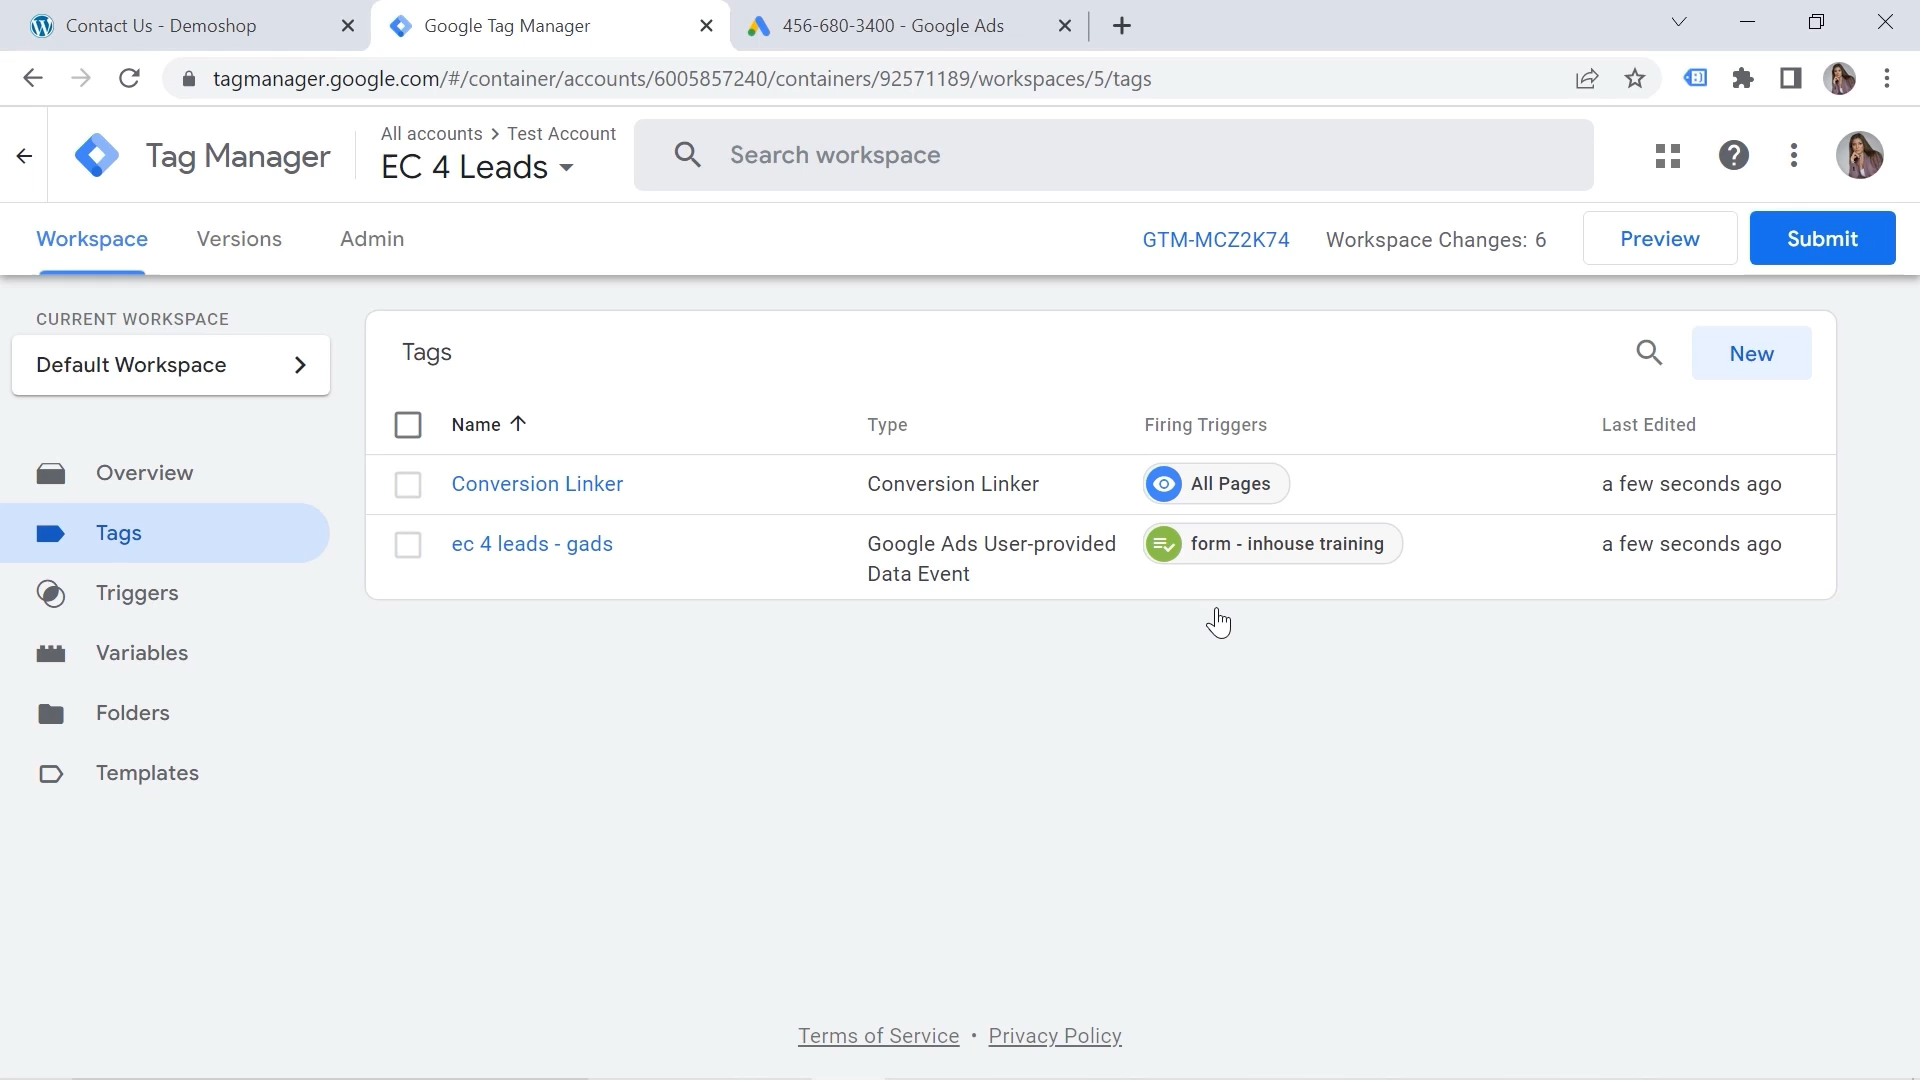 Contact Us - Demoshop
Google Tag Manager
456-680-3400 - Google Ads
tagmanager.google.com/#/container/accounts/6005857240/containers/92571189/workspaces/5/tags
Tag Manager
All accounts > Test Account
EC 4 Leads
Search workspace
Workspace
Versions
Admin
GTM-MCZ2K74
Workspace Changes: 6
Preview
Submit
CURRENT WORKSPACE
Default Workspace
Overview
Tags
Triggers
Variables
Folders
Templates
Tags
New
Name
Type
Firing Triggers
Last Edited
Conversion Linker
Conversion Linker
All Pages
a few seconds ago
ec 4 leads - gads
Google Ads User-provided
Data Event
form - inhouse training
a few seconds ago
Terms of Service • Privacy Policy